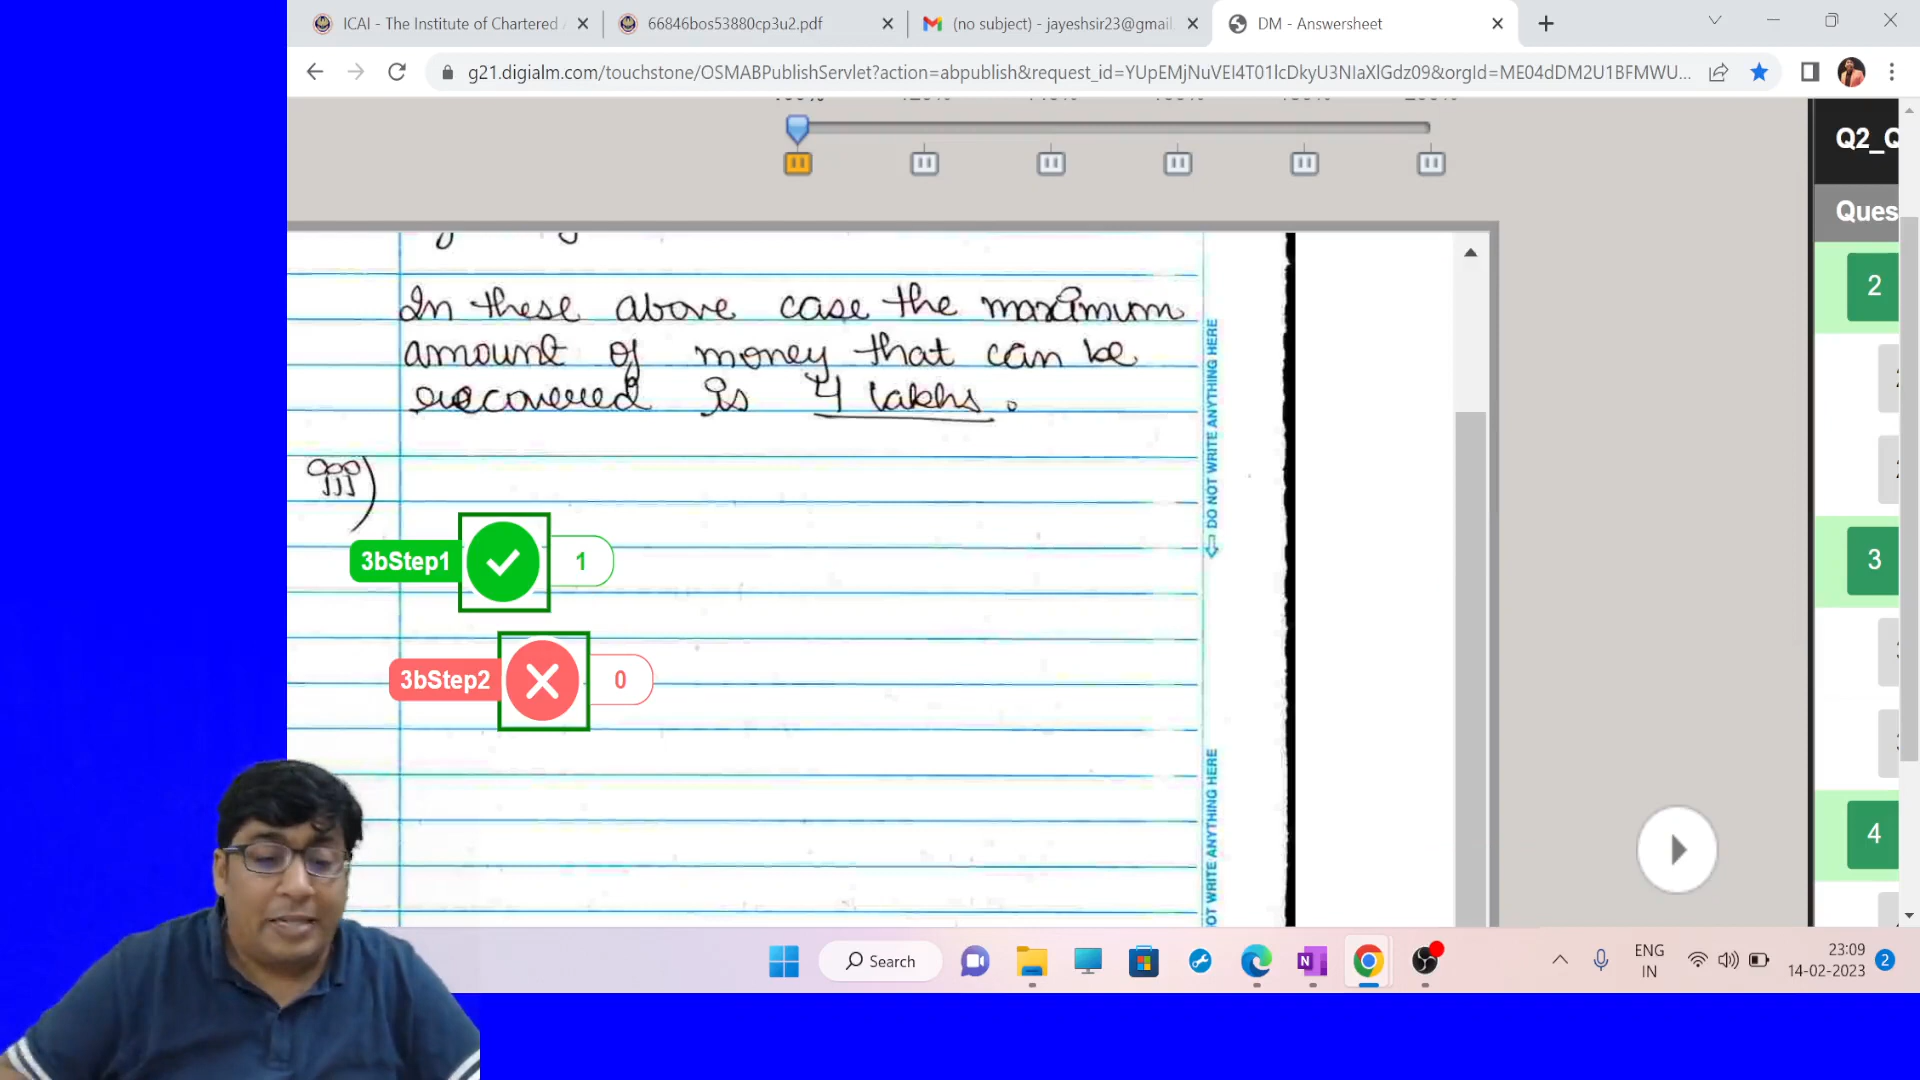 ICAI - The Institute of Chartered
66846bos53880cp3u2.pdf
(no subject) - jayeshsir23@gmail
DM - Answersheet
g21.digialm.com/touchstone/OSMABPublishServlet?action=abpublish&request_id=YUpEMjNuVEI4T01lcDkyU3NIaXlGdz09&orgId=ME04dDM2U1BFMWU...
Q2_Q
Ques
2
3
4
In these above case the maximum
amount of money that can be
recovered is 4 lakhs.
iii)
3bStep1 1
3bStep2 0
DO NOT WRITE ANYTHING HERE
OT WRITE ANYTHING HERE
Search
ENG
IN
23:09
14-02-2023
2